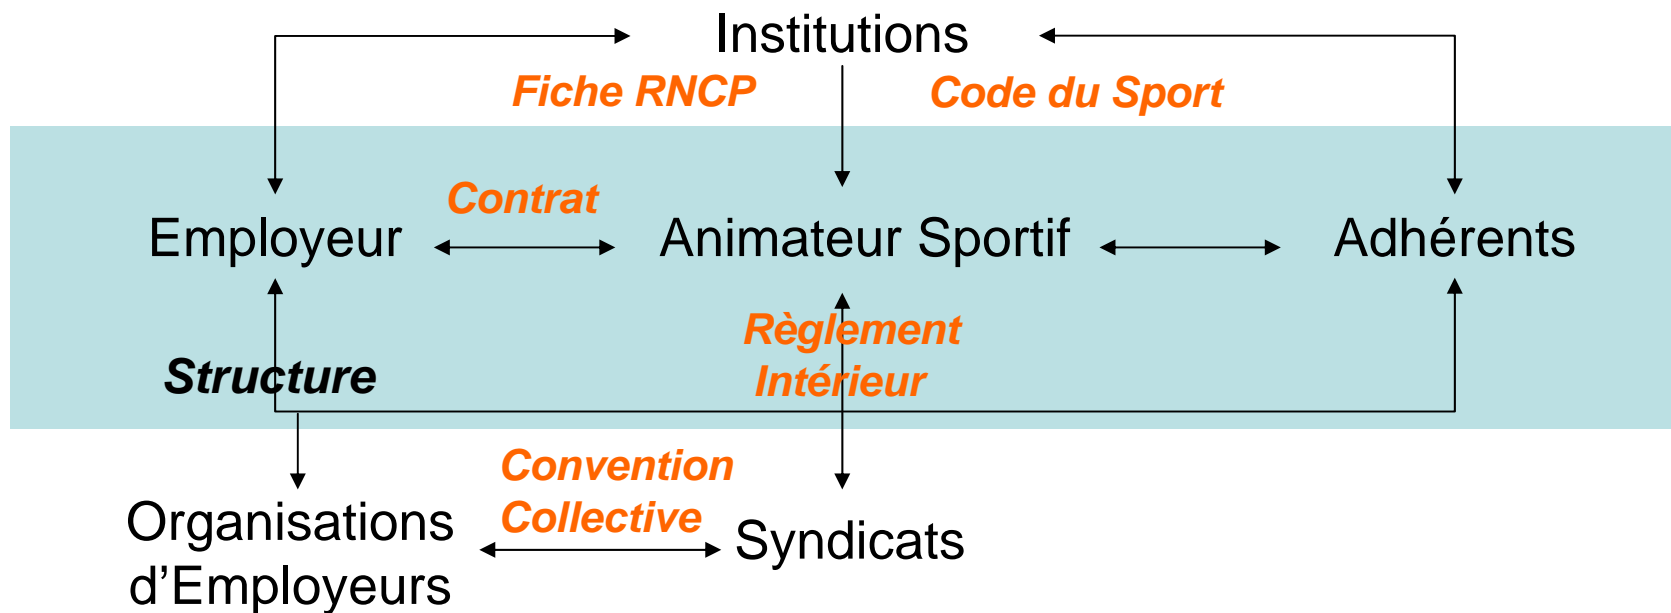 Institutions
Fiche RNCP
Code du Sport
Contrat
Employeur
Animateur Sportif
Adhérents
Règlement
Intérieur
Structure
Convention
Collective
Organisations
d’Employeurs
Syndicats